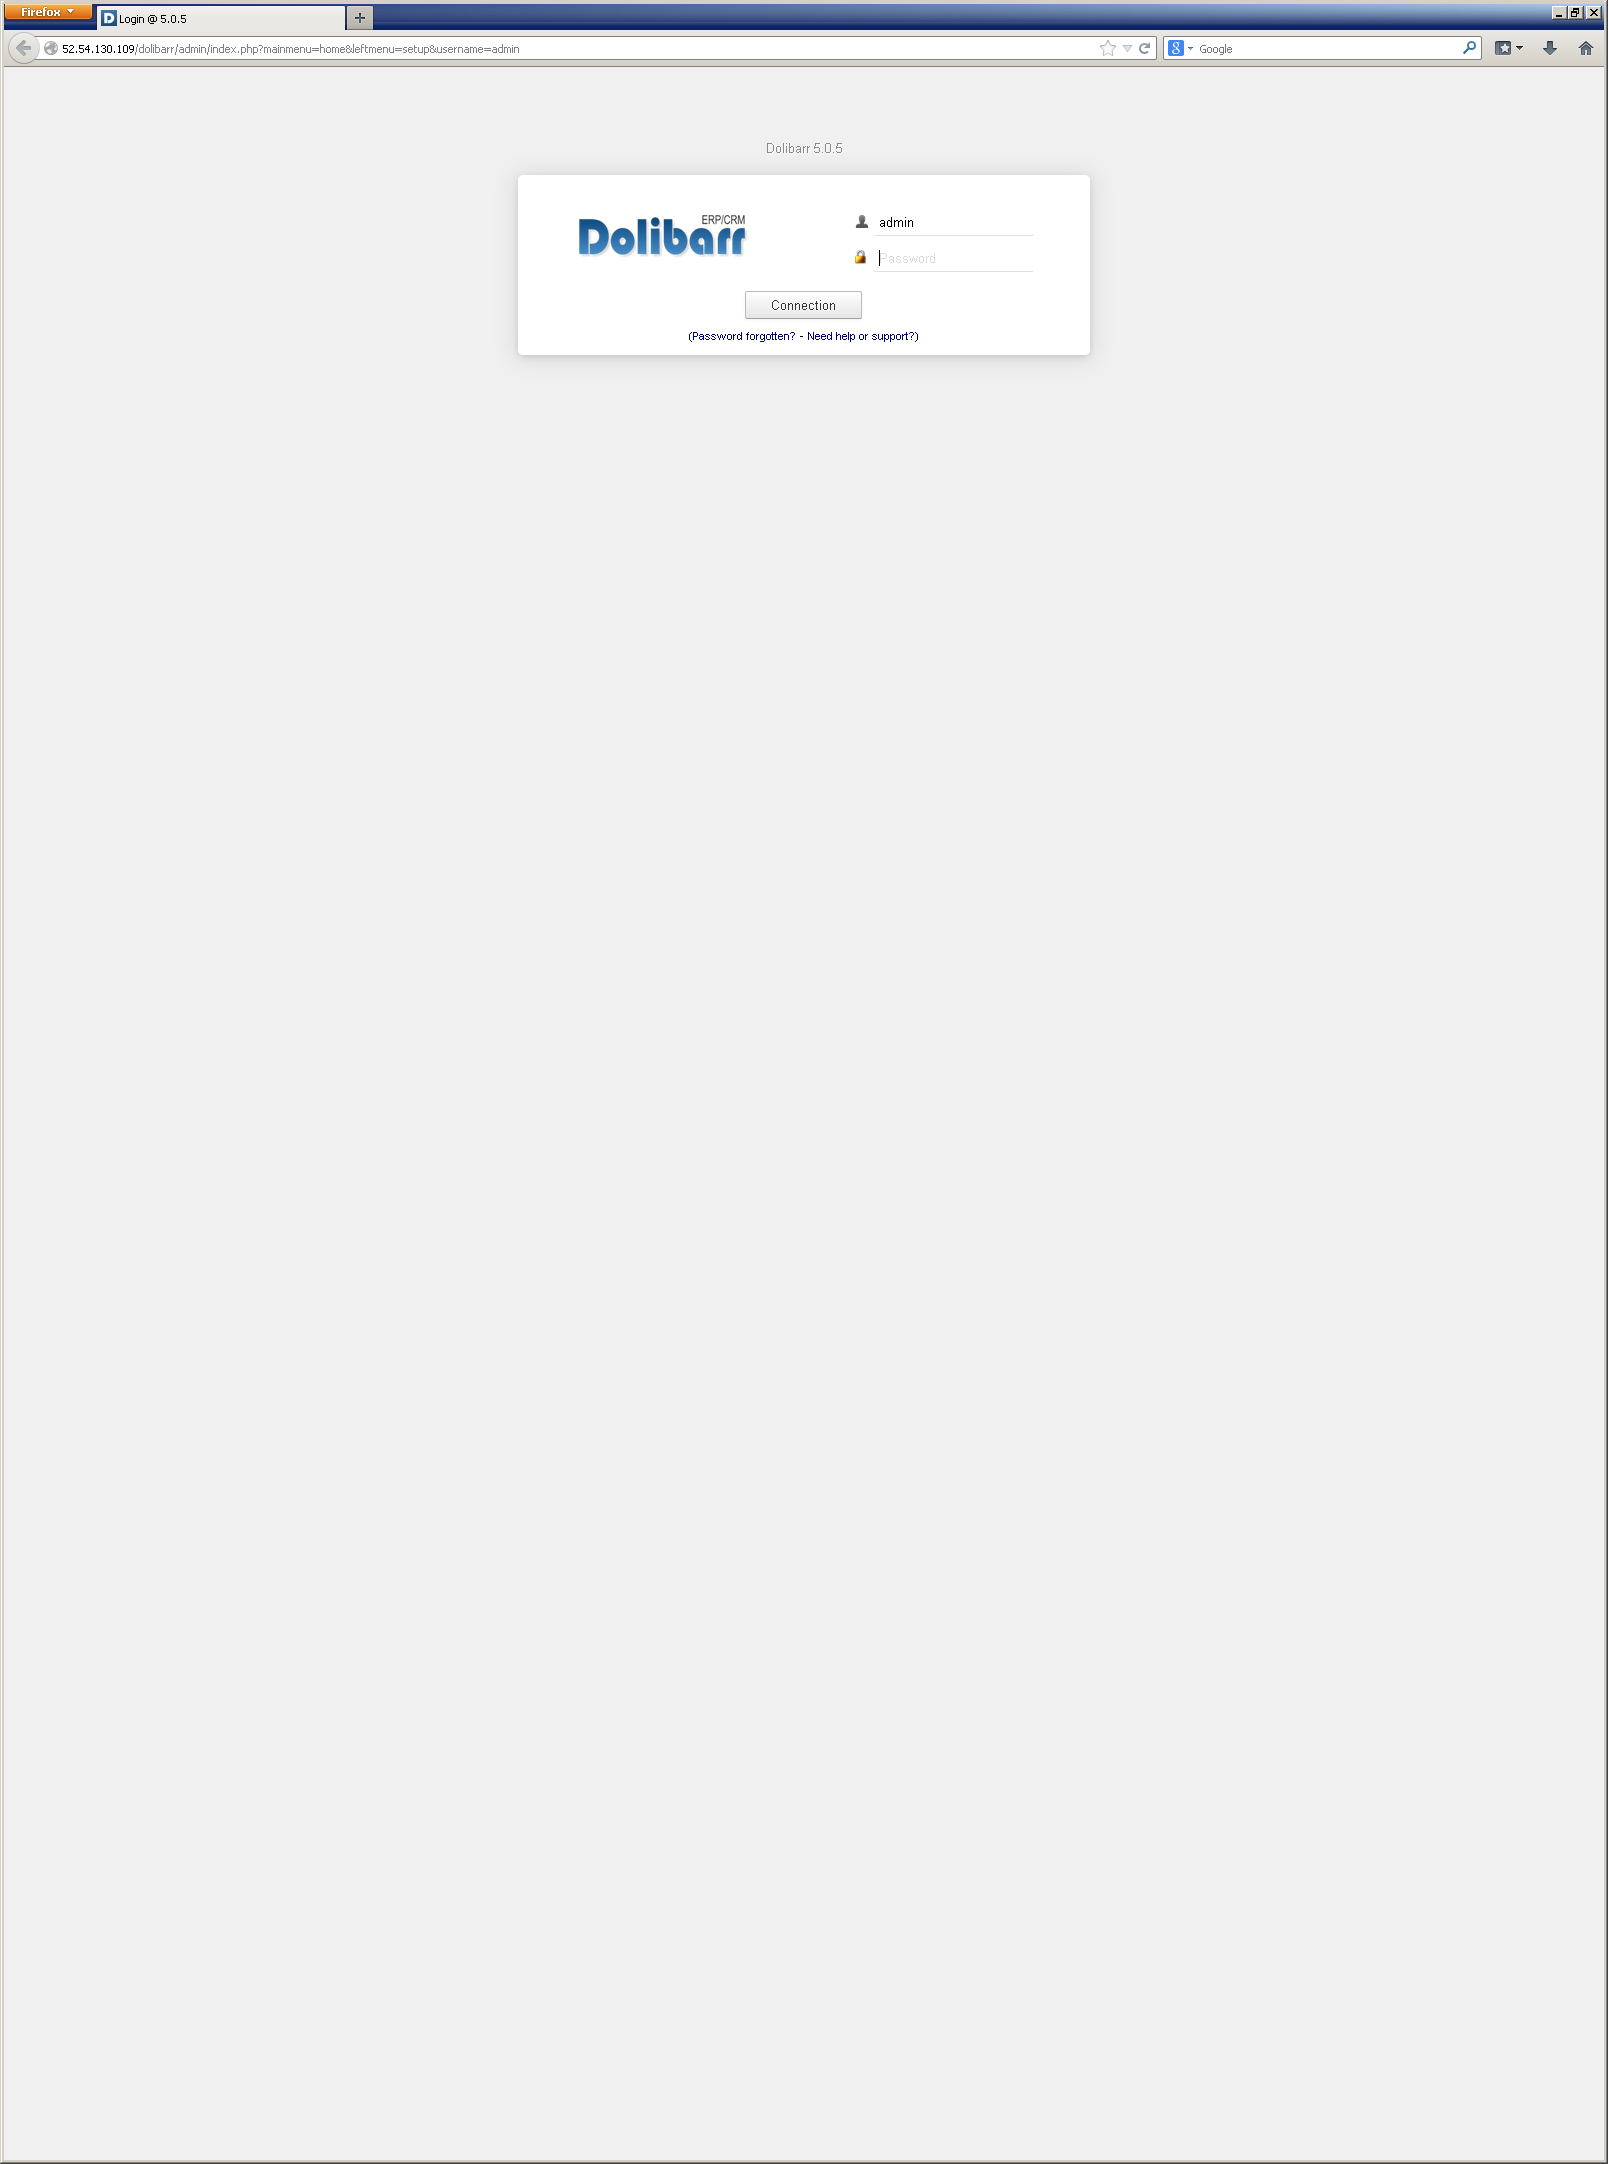 Firefox
Login @ 5.0.5
52.54.130.109/dolibarr/admin/index.php?mainmenu=home&leftmenu=setup&username=admin
Google
Dolibarr 5.0.5
ERP/CRM
Dolibarr
admin
Password
Connection
(Password forgotten? - Need help or support?)